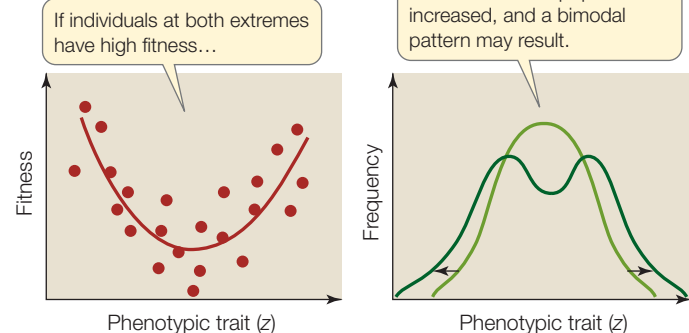 If individuals at both extremes
have high fitness…
increased, and a bimodal
pattern may result.
Fitness
Phenotypic trait (z)
Frequency
Phenotypic trait (z)